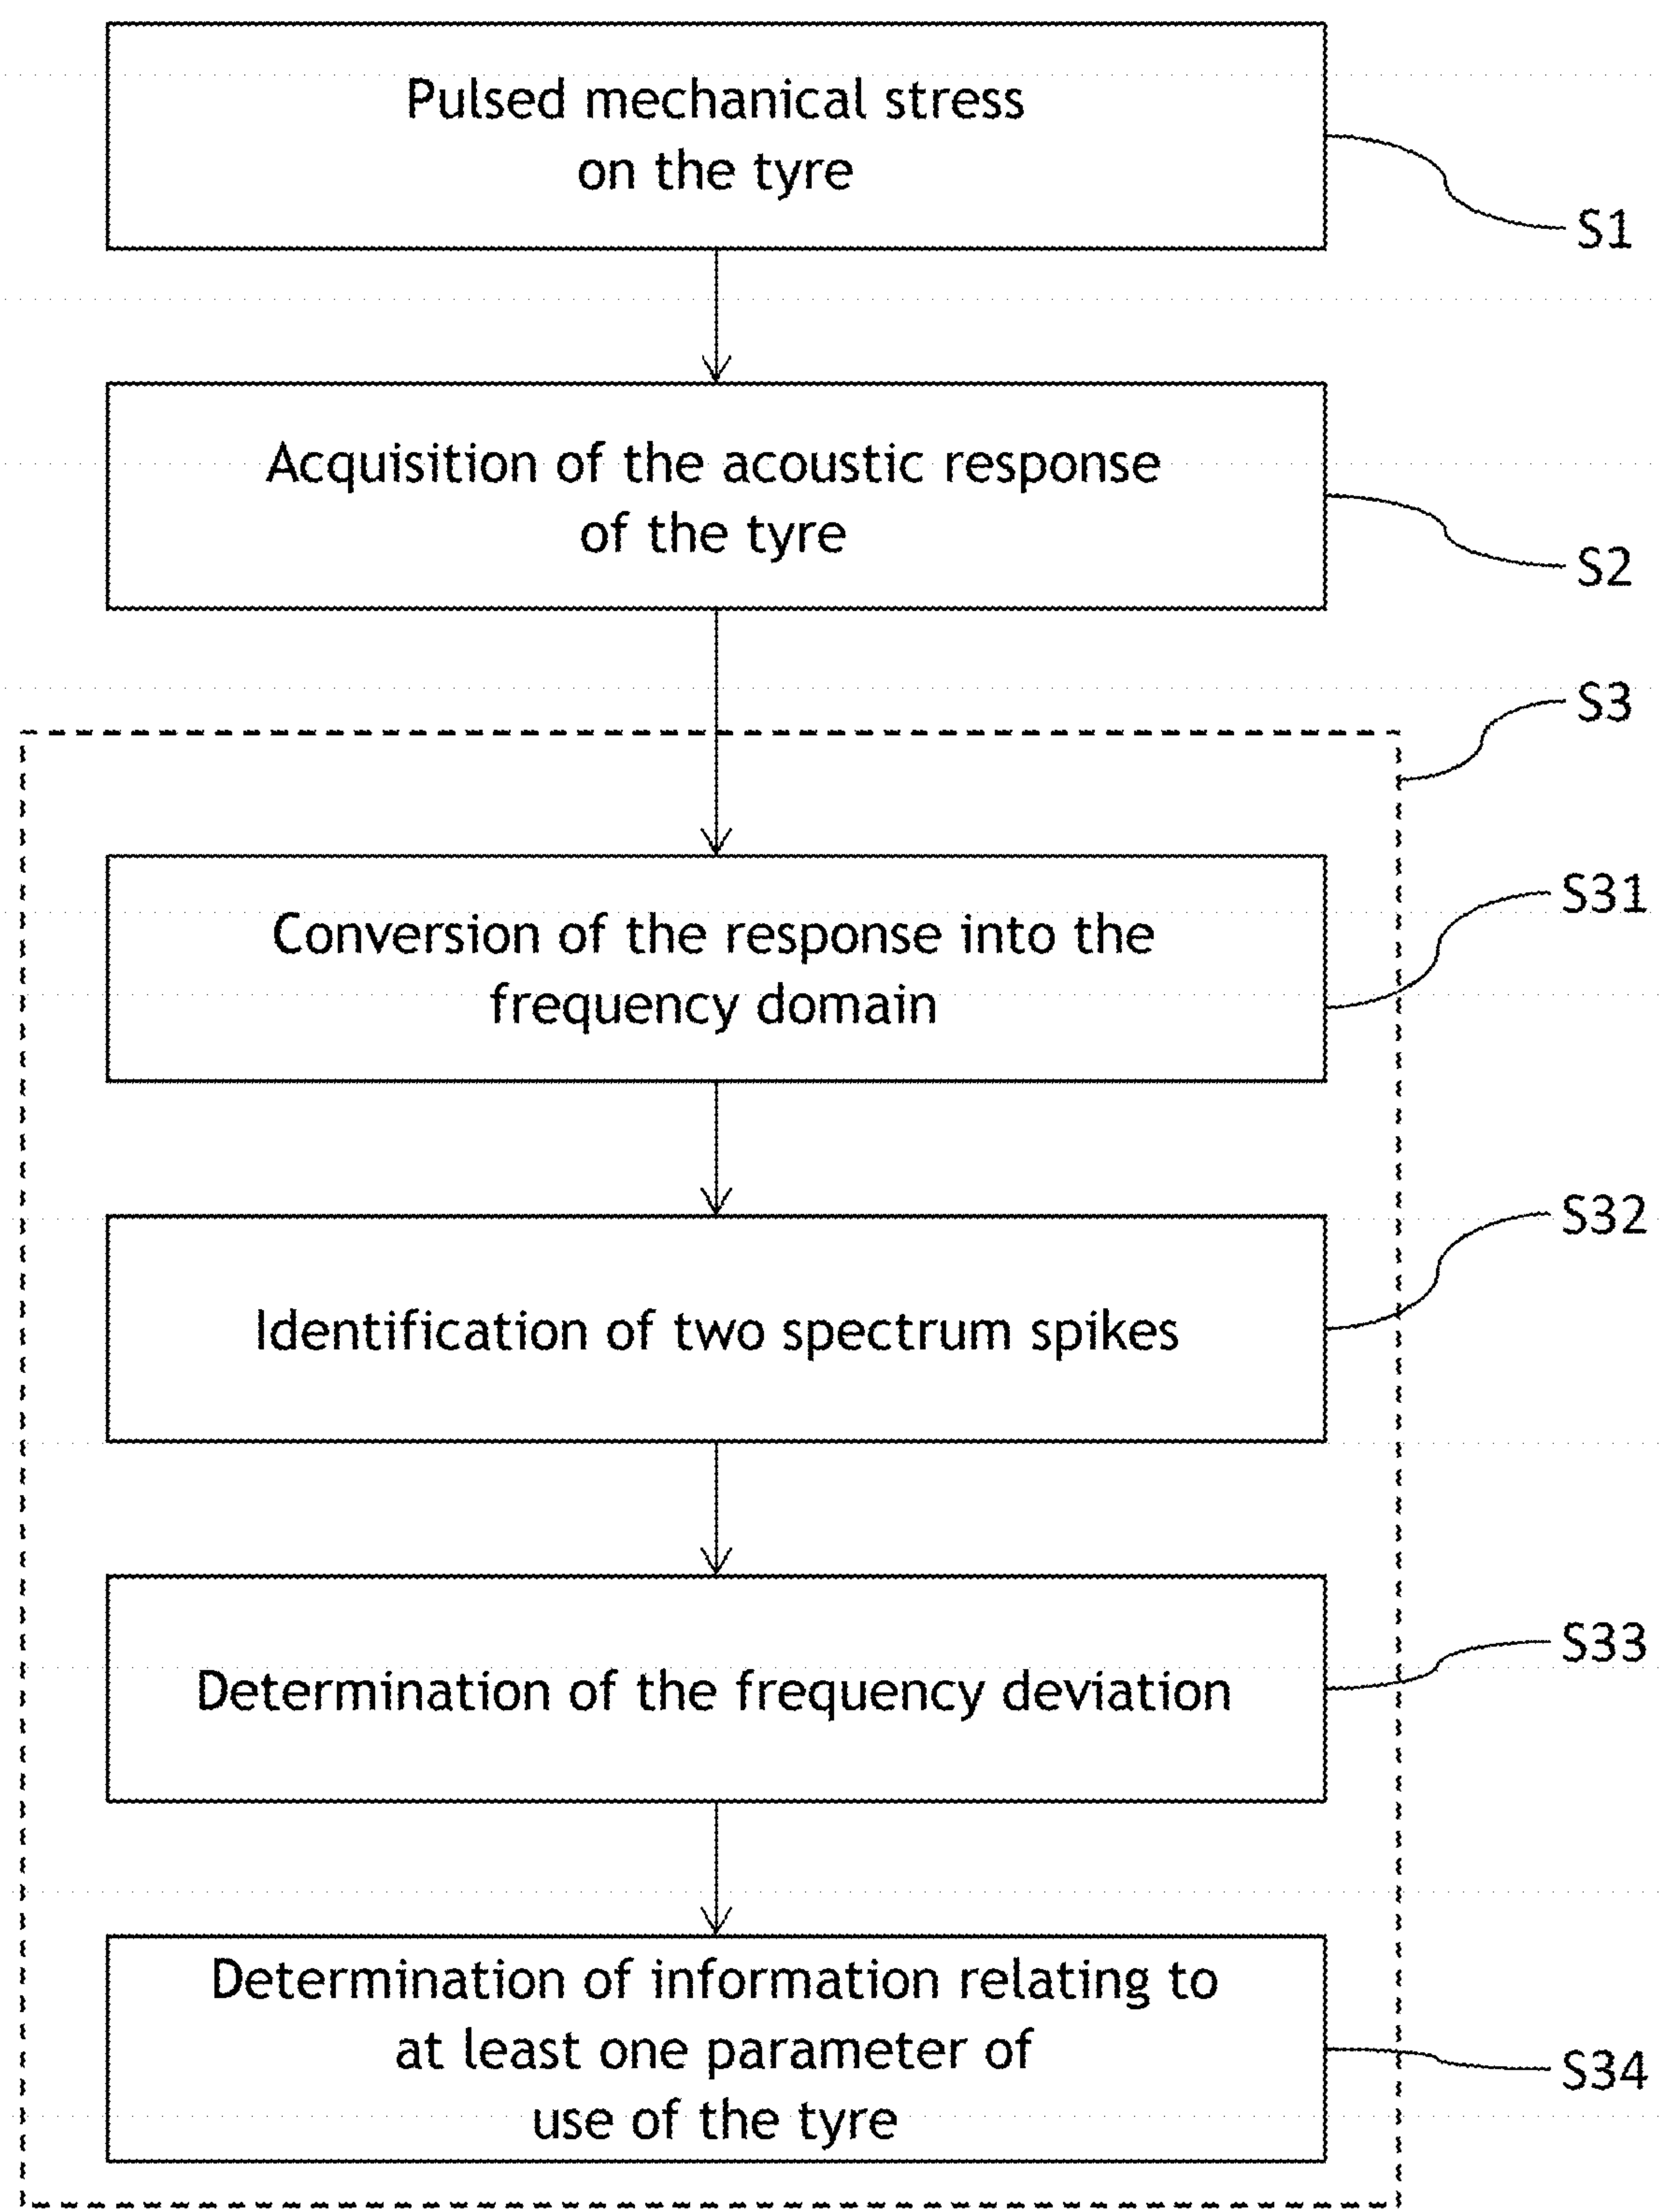 Pulsed mechanical stress
on the tyre
S1
Acquisition of the acoustic response
of the tyre
S2
S3
Conversion of the response into the
frequency domain
S31
Identification of two spectrum spikes
S32
Determination of the frequency deviation
S33
Determination of information relating to
at least one parameter of
use of the tyre
S34